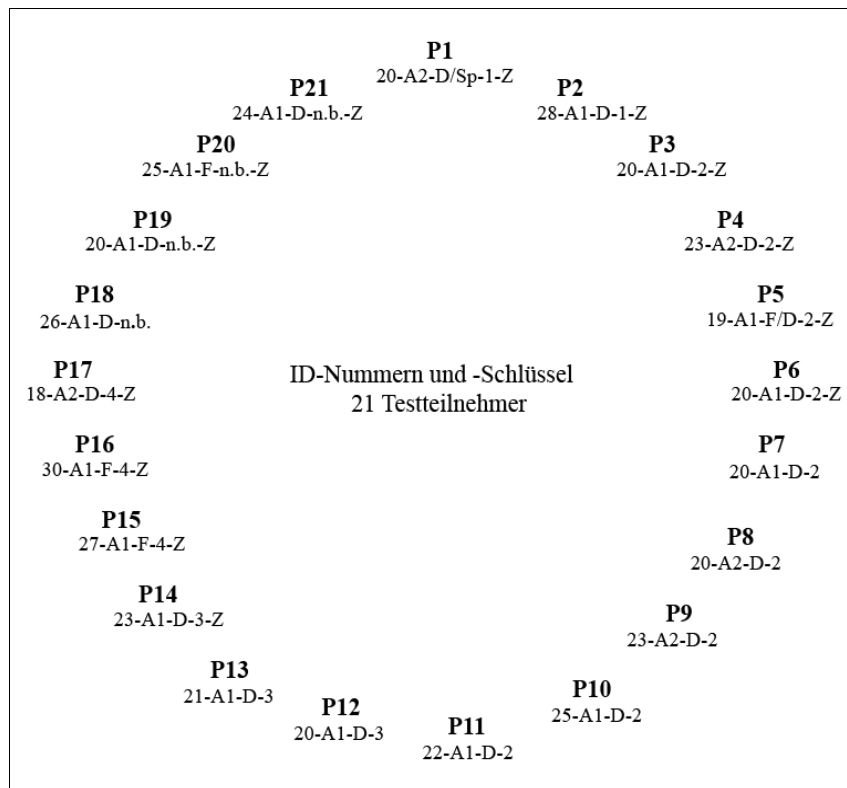 P1
20-A2-D/Sp-1-Z
P2
28-A1-D-1-Z
P3
20-A1-D-2-Z
P4
23-A2-D-2-Z
P5
19-A1-F/D-2-Z
P6
20-A1-D-2-Z
P7
20-A1-D-2
P8
20-A2-D-2
P9
23-A2-D-2
P10
25-A1-D-2
P11
22-A1-D-2
P12
20-A1-D-3
P13
21-A1-D-3
P14
23-A1-D-3-Z
P15
27-A1-F-4-Z
P16
30-A1-F-4-Z
P17
18-A2-D-4-Z
P18
26-A1-D-n.b.
P19
20-A1-D-n.b.-Z
P20
25-A1-F-n.b.-Z
P21
24-A1-D-n.b.-Z
ID-Nummern und -Schlüssel
21 Testteilnehmer